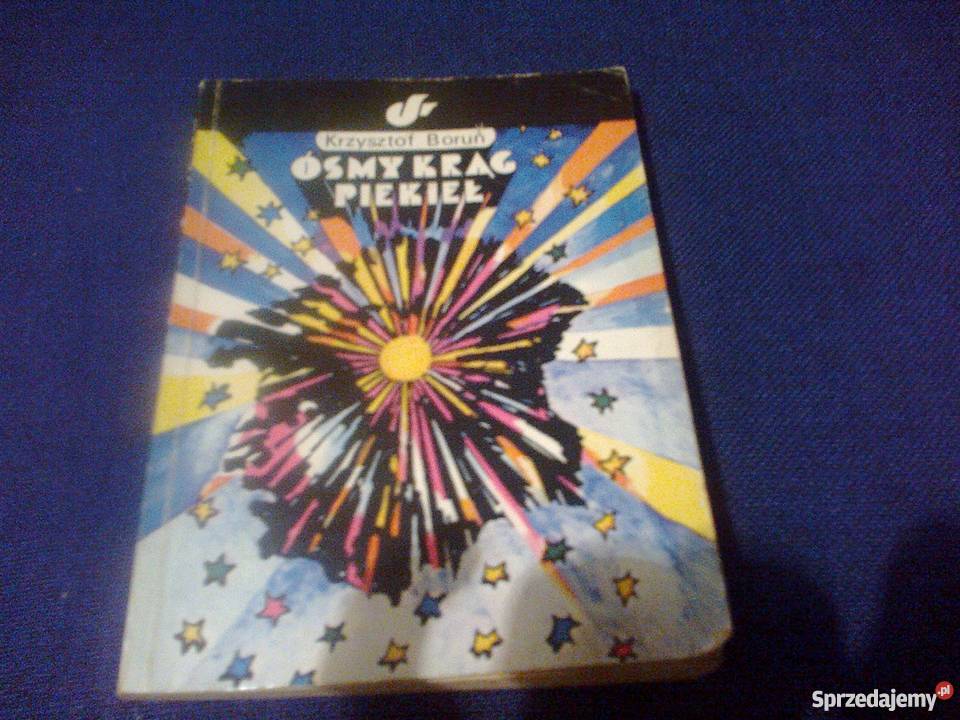 Krzysztof Boruń
ÓSMY KRĄG
PIEKIEŁ
Sprzedajemy.pl